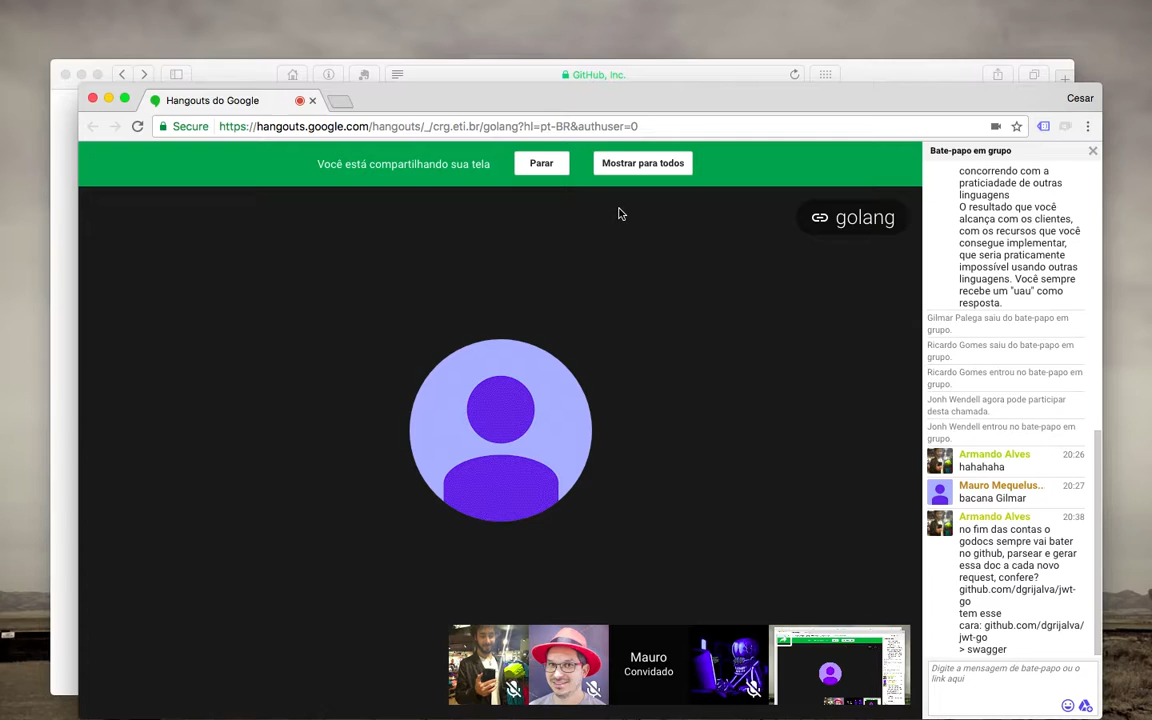 GitHub, Inc.
Hangouts do Google
Cesar
Secure
https://hangouts.google.com/hangouts/_/crg.eti.br/golang?hl=pt-BR&authuser=0
Você está compartilhando sua tela
Parar
Mostrar para todos
golang
Mauro
Convidado
Bate-papo em grupo
concorrendo com a
praticiadade de outras
linguagens
O resultado que você
alcança com os clientes,
com os recursos que você
consegue implementar,
que seria praticamente
impossível usando outras
linguagens. Você sempre
recebe um "uau" como
resposta.
Gilmar Palega saiu do bate-papo em
grupo.
Ricardo Gomes saiu do bate-papo em
grupo.
Ricardo Gomes entrou no bate-papo em
grupo.
Jonh Wendell agora pode participar
desta chamada.
Jonh Wendell entrou no bate-papo em
grupo.
Armando Alves 20:26
hahahaha
Mauro Mequelus.. 20:27
bacana Gilmar
Armando Alves 20:38
no fim das contas o
godocs sempre vai bater
no github, parsear e gerar
essa doc a cada novo
request, confere?
github.com/dgrijalva/jwt-
go
tem esse
cara: github.com/dgrijalva/
jwt-go
> swagger
Digite a mensagem de bate-papo ou o
link aqui